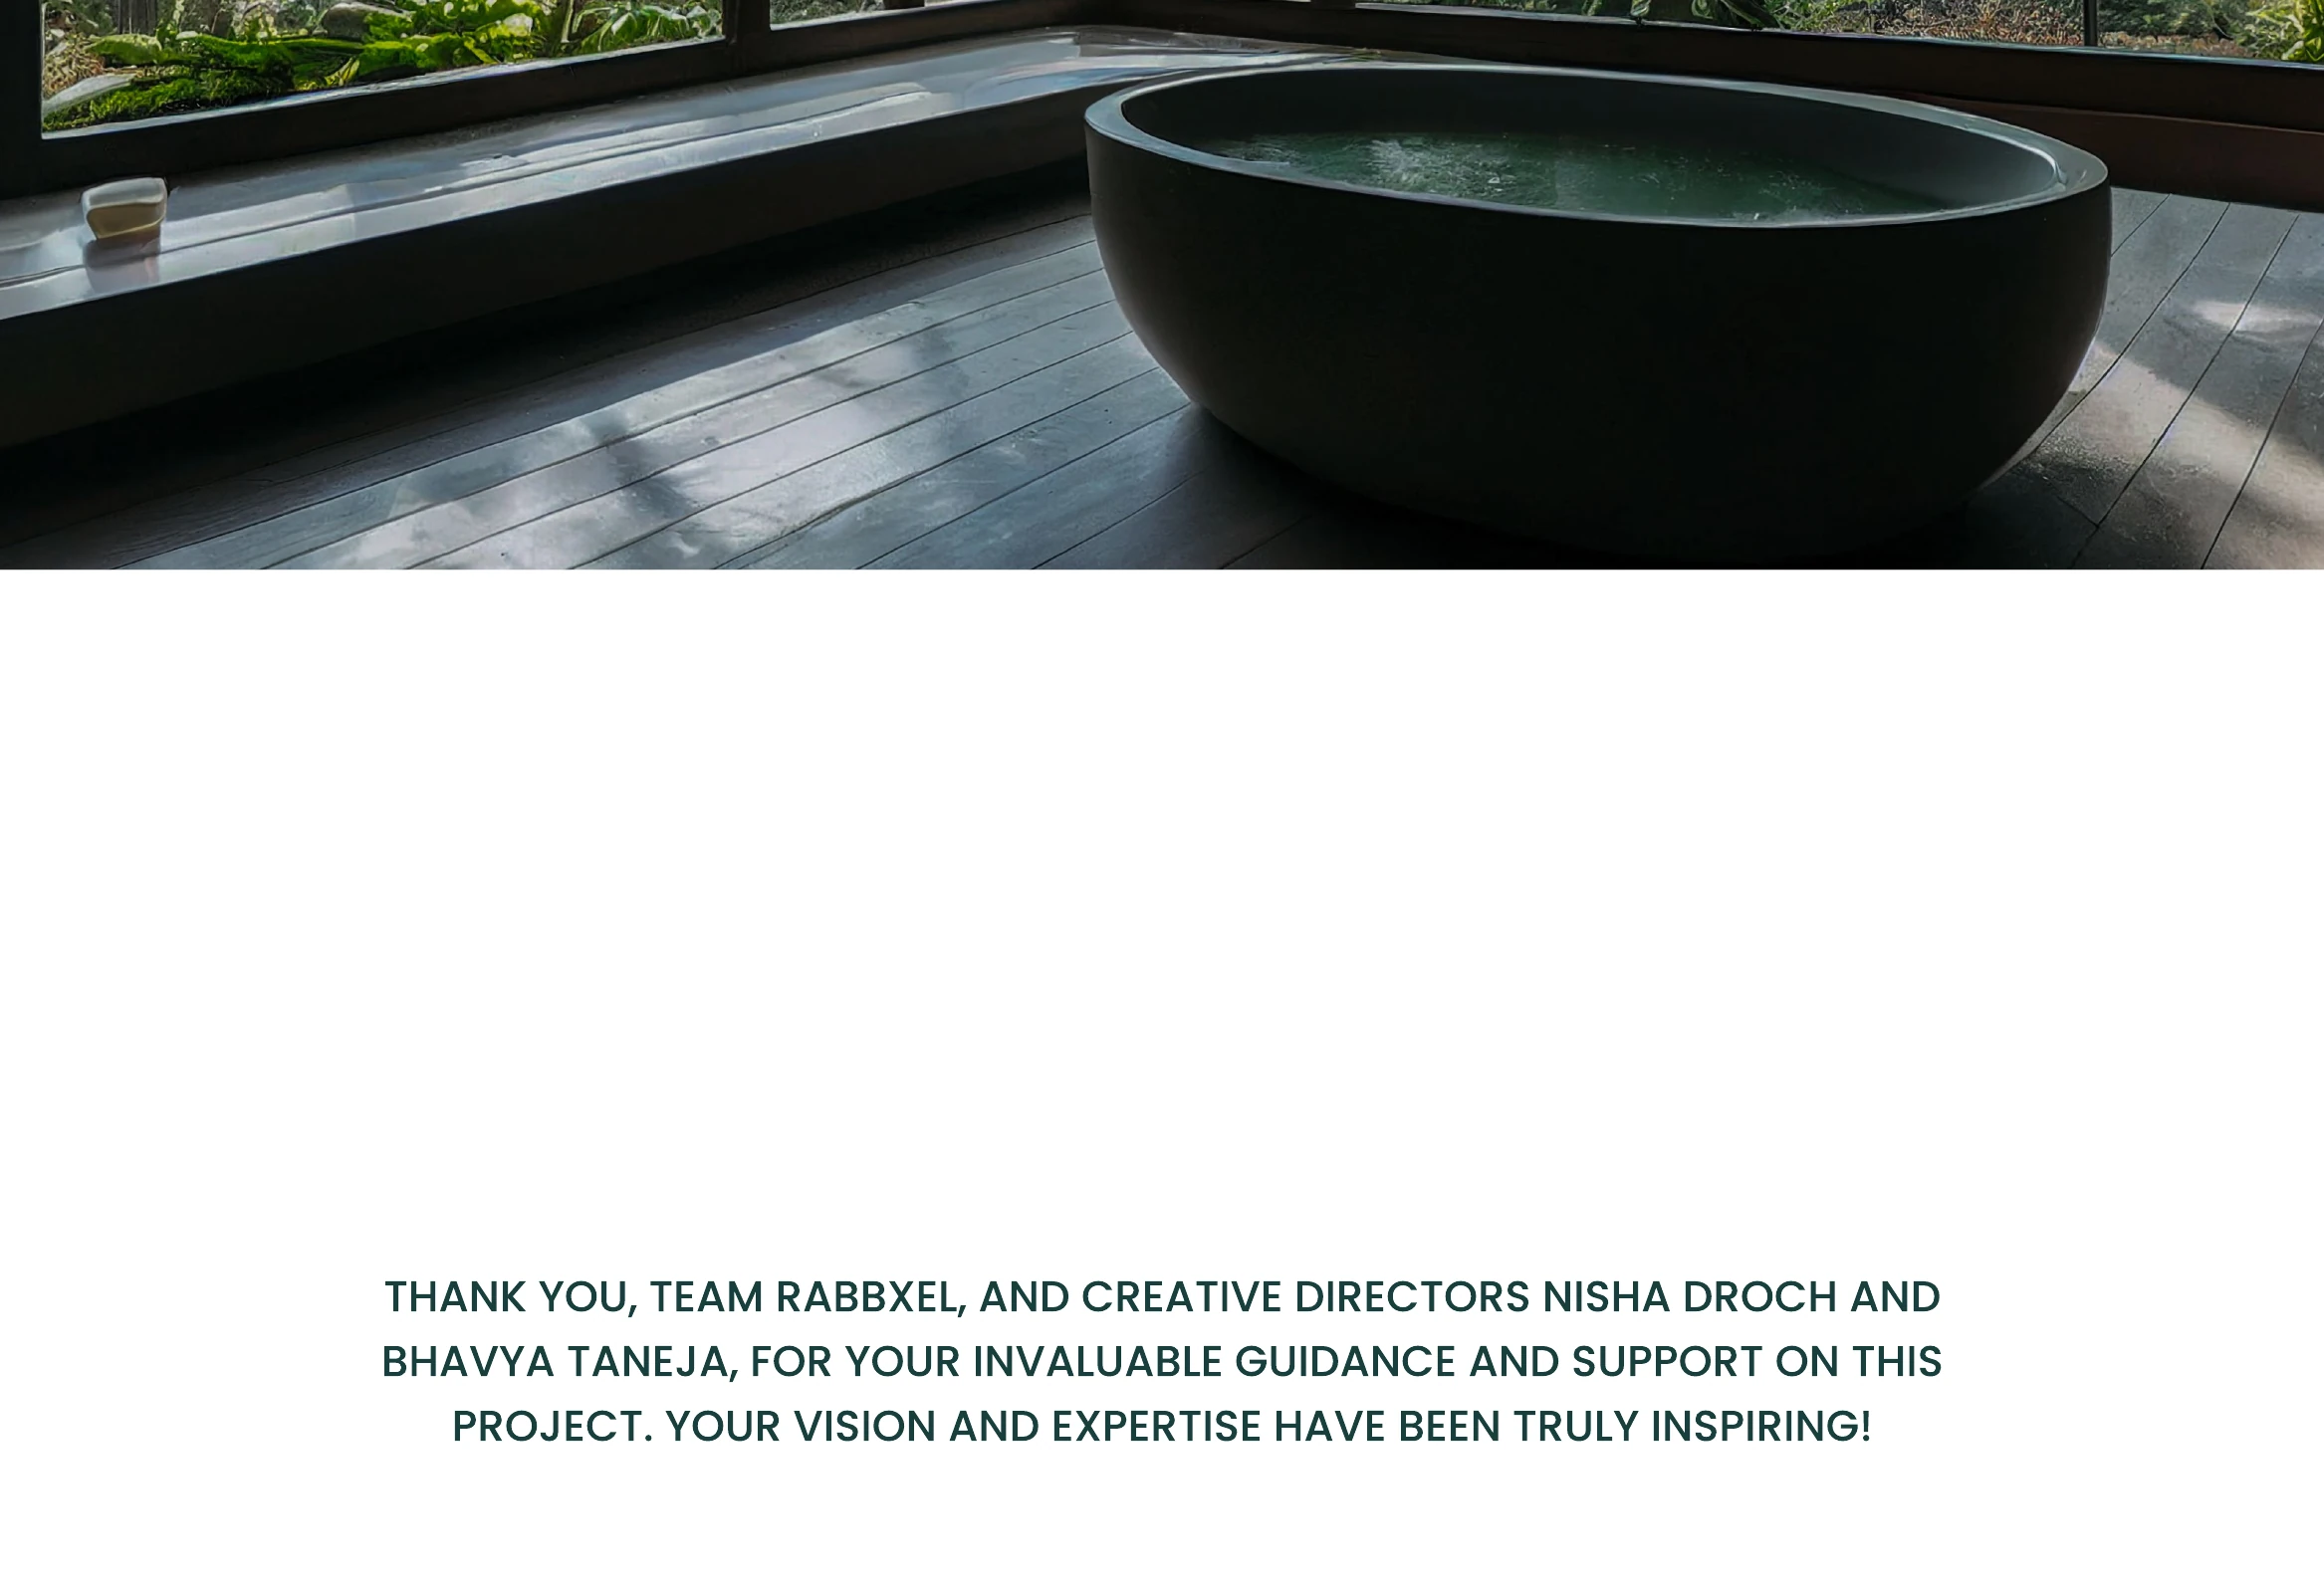 THANK YOU, TEAM RABBXEL, AND CREATIVE DIRECTORS NISHA DROCH AND
BHAVYA TANEJA, FOR YOUR INVALUABLE GUIDANCE AND SUPPORT ON THIS
PROJECT. YOUR VISION AND EXPERTISE HAVE BEEN TRULY INSPIRING!